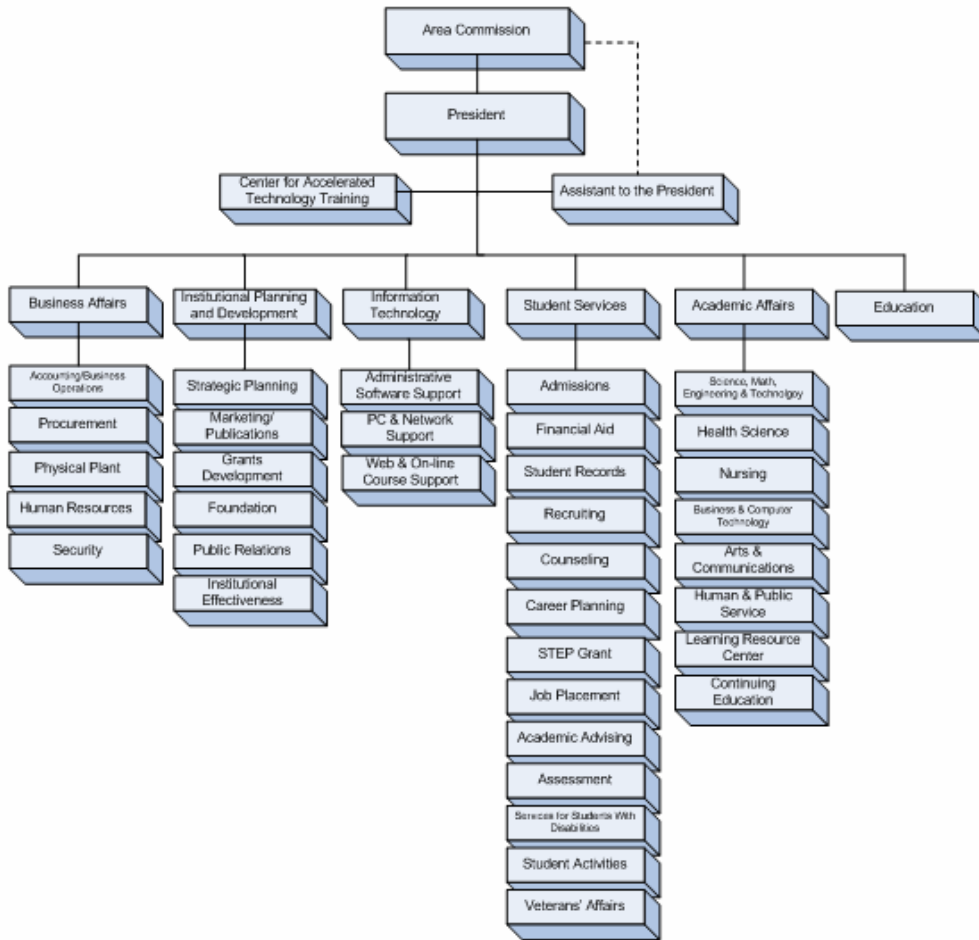 Area Commission
President
Center for Accelerated
Technology Training
Assistant to the President
Business Affairs
Institutional Planning
and Development
Information
Technology
Student Services
Academic Affairs
Education
Accounting/Business
Operations
Procurement
Physical Plant
Human Resources
Security
Strategic Planning
Marketing/
Publications
Grants
Development
Foundation
Public Relations
Institutional
Effectiveness
Administrative
Software Support
PC & Network
Support
Web & On-line
Course Support
Admissions
Financial Aid
Student Records
Recruiting
Counseling
Career Planning
STEP Grant
Job Placement
Academic Advising
Assessment
Services for Students With
Disabilities
Student Activities
Veterans' Affairs
Science, Math,
Engineering & Technolgoy
Health Science
Nursing
Business & Computer
Technology
Arts &
Communications
Human & Public
Service
Learning Resource
Center
Continuing
Education